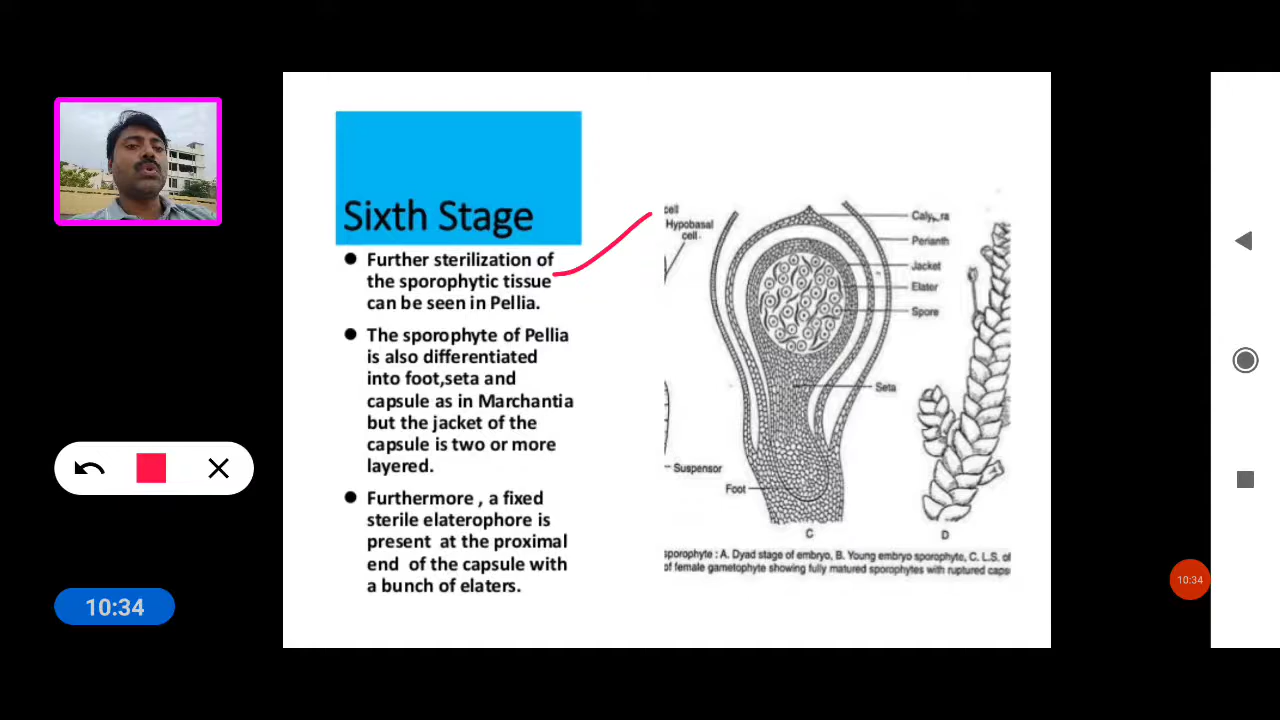 Sixth Stage
Further sterilization of
the sporophytic tissue
can be seen in Pellia.
The sporophyte of Pellia
is also differentiated
into foot,seta and
capsule as in Marchantia
but the jacket of the
capsule is two or more
layered.
Furthermore , a fixed
sterile elaterophore is
present at the proximal
end of the capsule with
a bunch of elaters.
cell
Hypobasal
cell
Perianth
Jacket
Elater
Spore
Seta
Suspensor
Foot
C
D
sporophyte : A. Dyad stage of embryo, B. Young embryo sporophyte, C. L.S. of
of female gametophyte showing fully matured sporophytes with ruptured caps
10:34
10:34